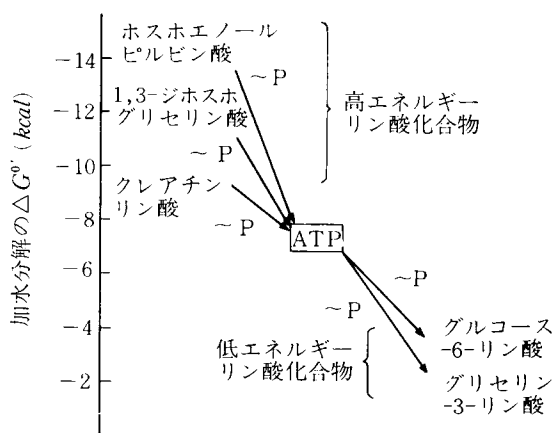 加水分解の△G⁰′ (kcal)
−14
−12
−10
−8
−6
−4
−2
ホスホエノール
ピルビン酸
~P
1,3-ジホスホ
グリセリン酸
~P
クレアチン
リン酸
~P
高エネルギー
リン酸化合物
ATP
~P
~P
低エネルギー
リン酸化合物
グルコース
-6-リン酸
グリセリン
-3-リン酸